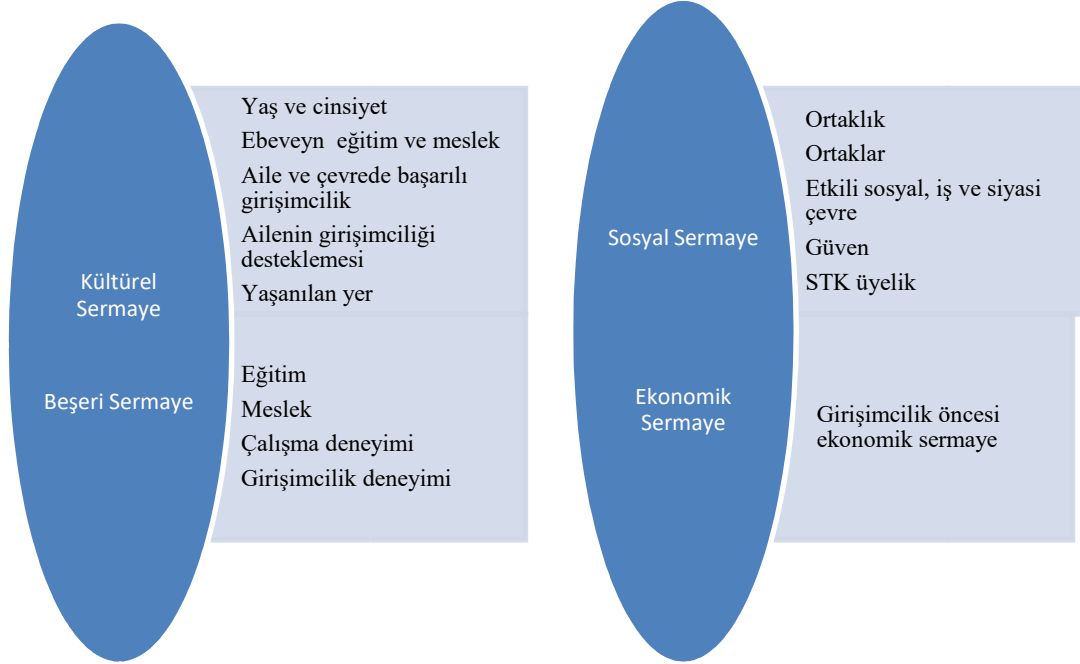 Kültürel
Sermaye
Yaş ve cinsiyet
Ebeveyn eğitim ve meslek
Aile ve çevrede başarılı
girişimcilik
Ailenin girişimciliği
desteklemesi
Yaşanılan yer
Beşeri Sermaye
Eğitim
Meslek
Çalışma deneyimi
Girişimcilik deneyimi
Sosyal Sermaye
Ortaklık
Ortaklar
Etkili sosyal, iş ve siyasi
çevre
Güven
STK üyelik
Ekonomik
Sermaye
Girişimcilik öncesi
ekonomik sermaye